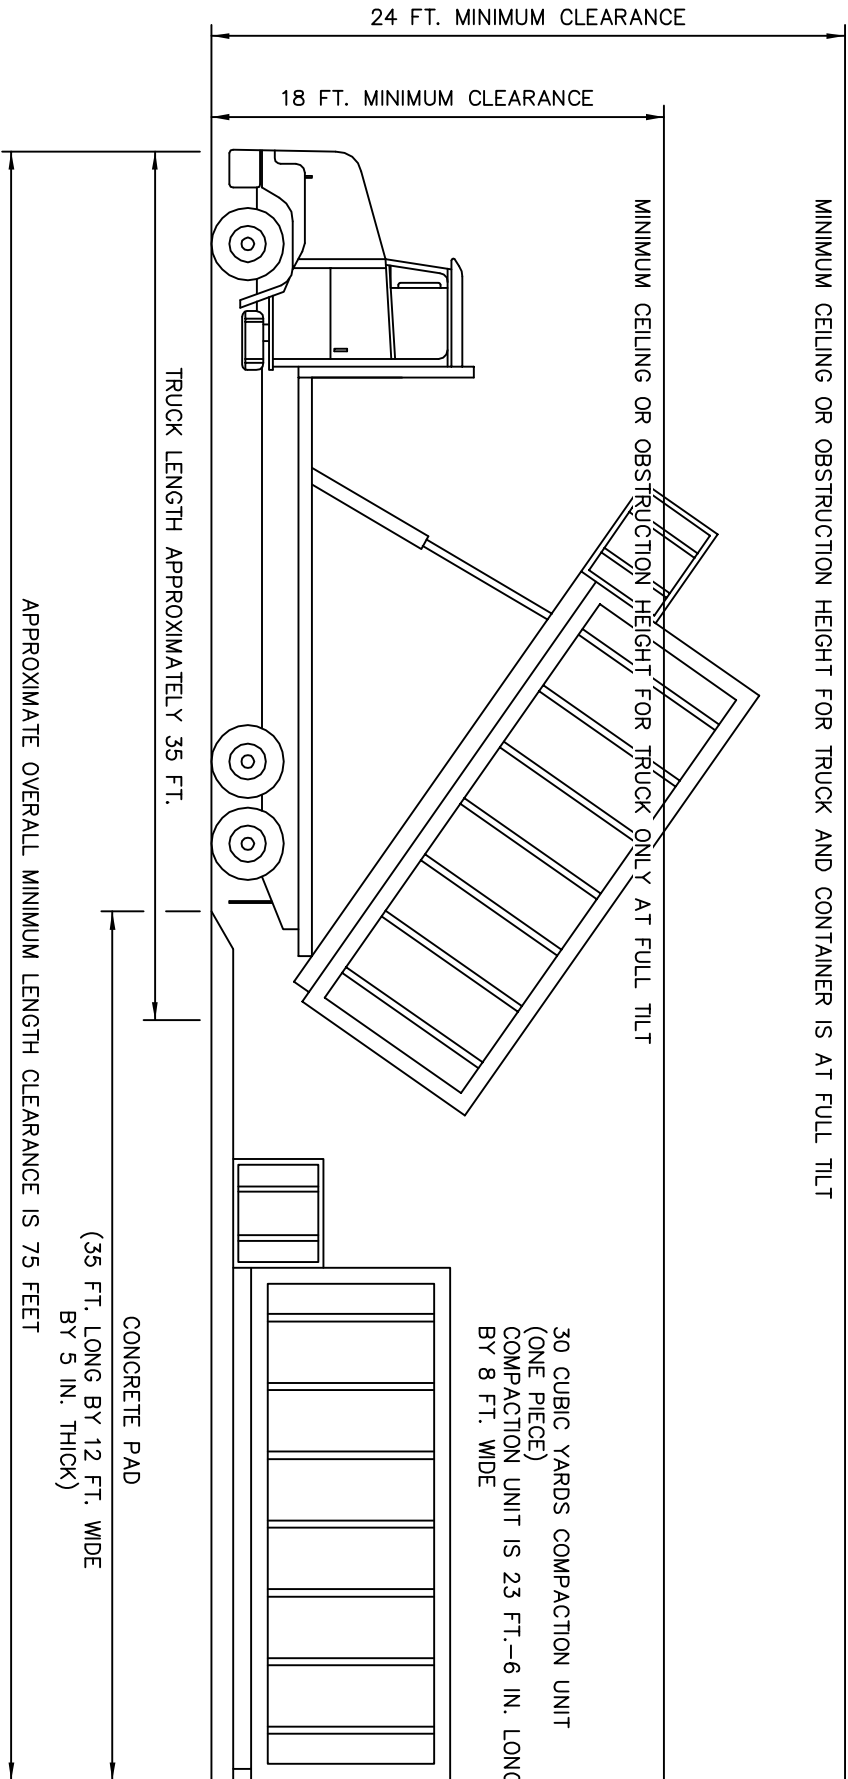 24 FT. MINIMUM CLEARANCE
18 FT. MINIMUM CLEARANCE
MINIMUM CEILING OR OBSTRUCTION HEIGHT FOR TRUCK AND CONTAINER IS AT FULL TILT
MINIMUM CEILING OR OBSTRUCTION HEIGHT FOR TRUCK ONLY AT FULL TILT
30 CUBIC YARDS COMPACTION UNIT
(ONE PIECE)
COMPACTION UNIT IS 23 FT.-6 IN. LONG
BY 8 FT. WIDE
TRUCK LENGTH APPROXIMATELY 35 FT.
CONCRETE PAD
(35 FT. LONG BY 12 FT. WIDE
BY 5 IN. THICK)
APPROXIMATE OVERALL MINIMUM LENGTH CLEARANCE IS 75 FEET